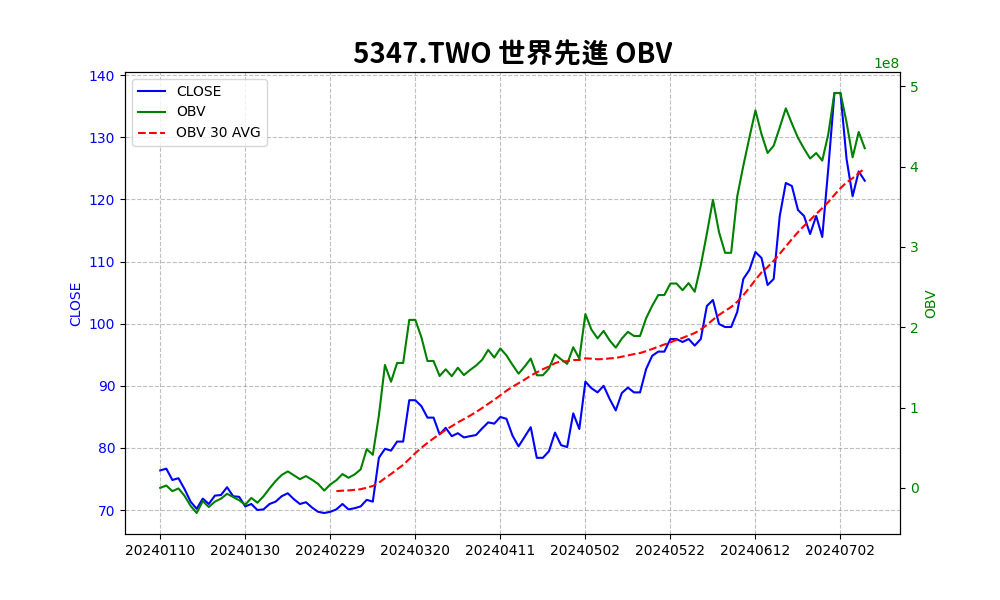 5347.TWO 世界先進 OBV
1e8
CLOSE
OBV
OBV 30 AVG
140
130
120
110
100
90
80
70
CLOSE
5
4
3
2
1
0
OBV
20240110 20240130 20240229 20240320 20240411 20240502 20240522 20240612 20240702